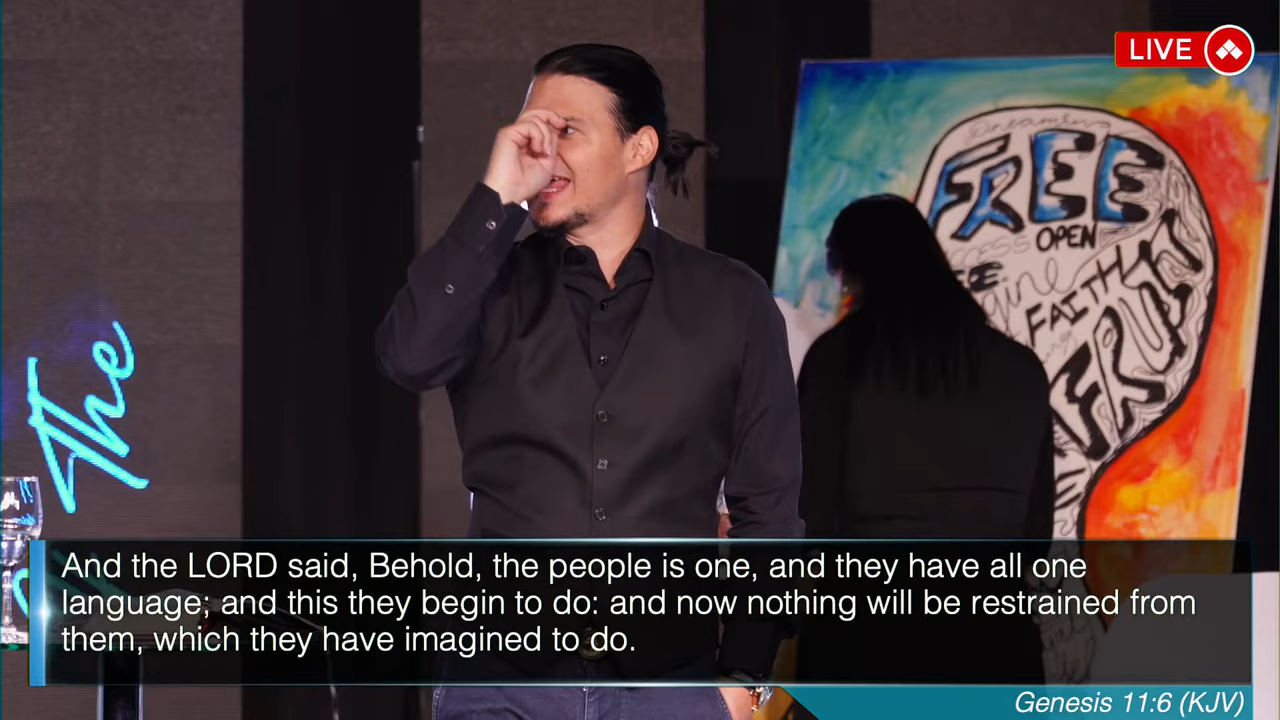 LIVE
Dreaming
FREE
OPEN
FAITH
The
And the LORD said, Behold, the people is one, and they have all one
language; and this they begin to do: and now nothing will be restrained from
them, which they have imagined to do.
Genesis 11:6 (KJV)